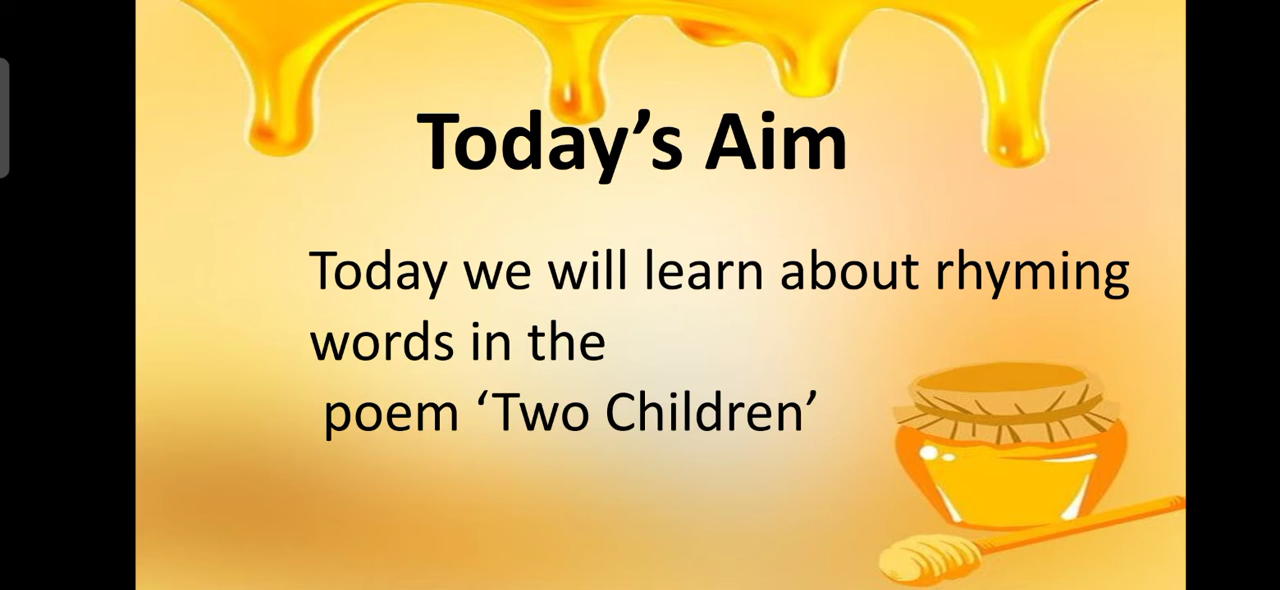 Today’s Aim
Today we will learn about rhyming
words in the
poem ‘Two Children’